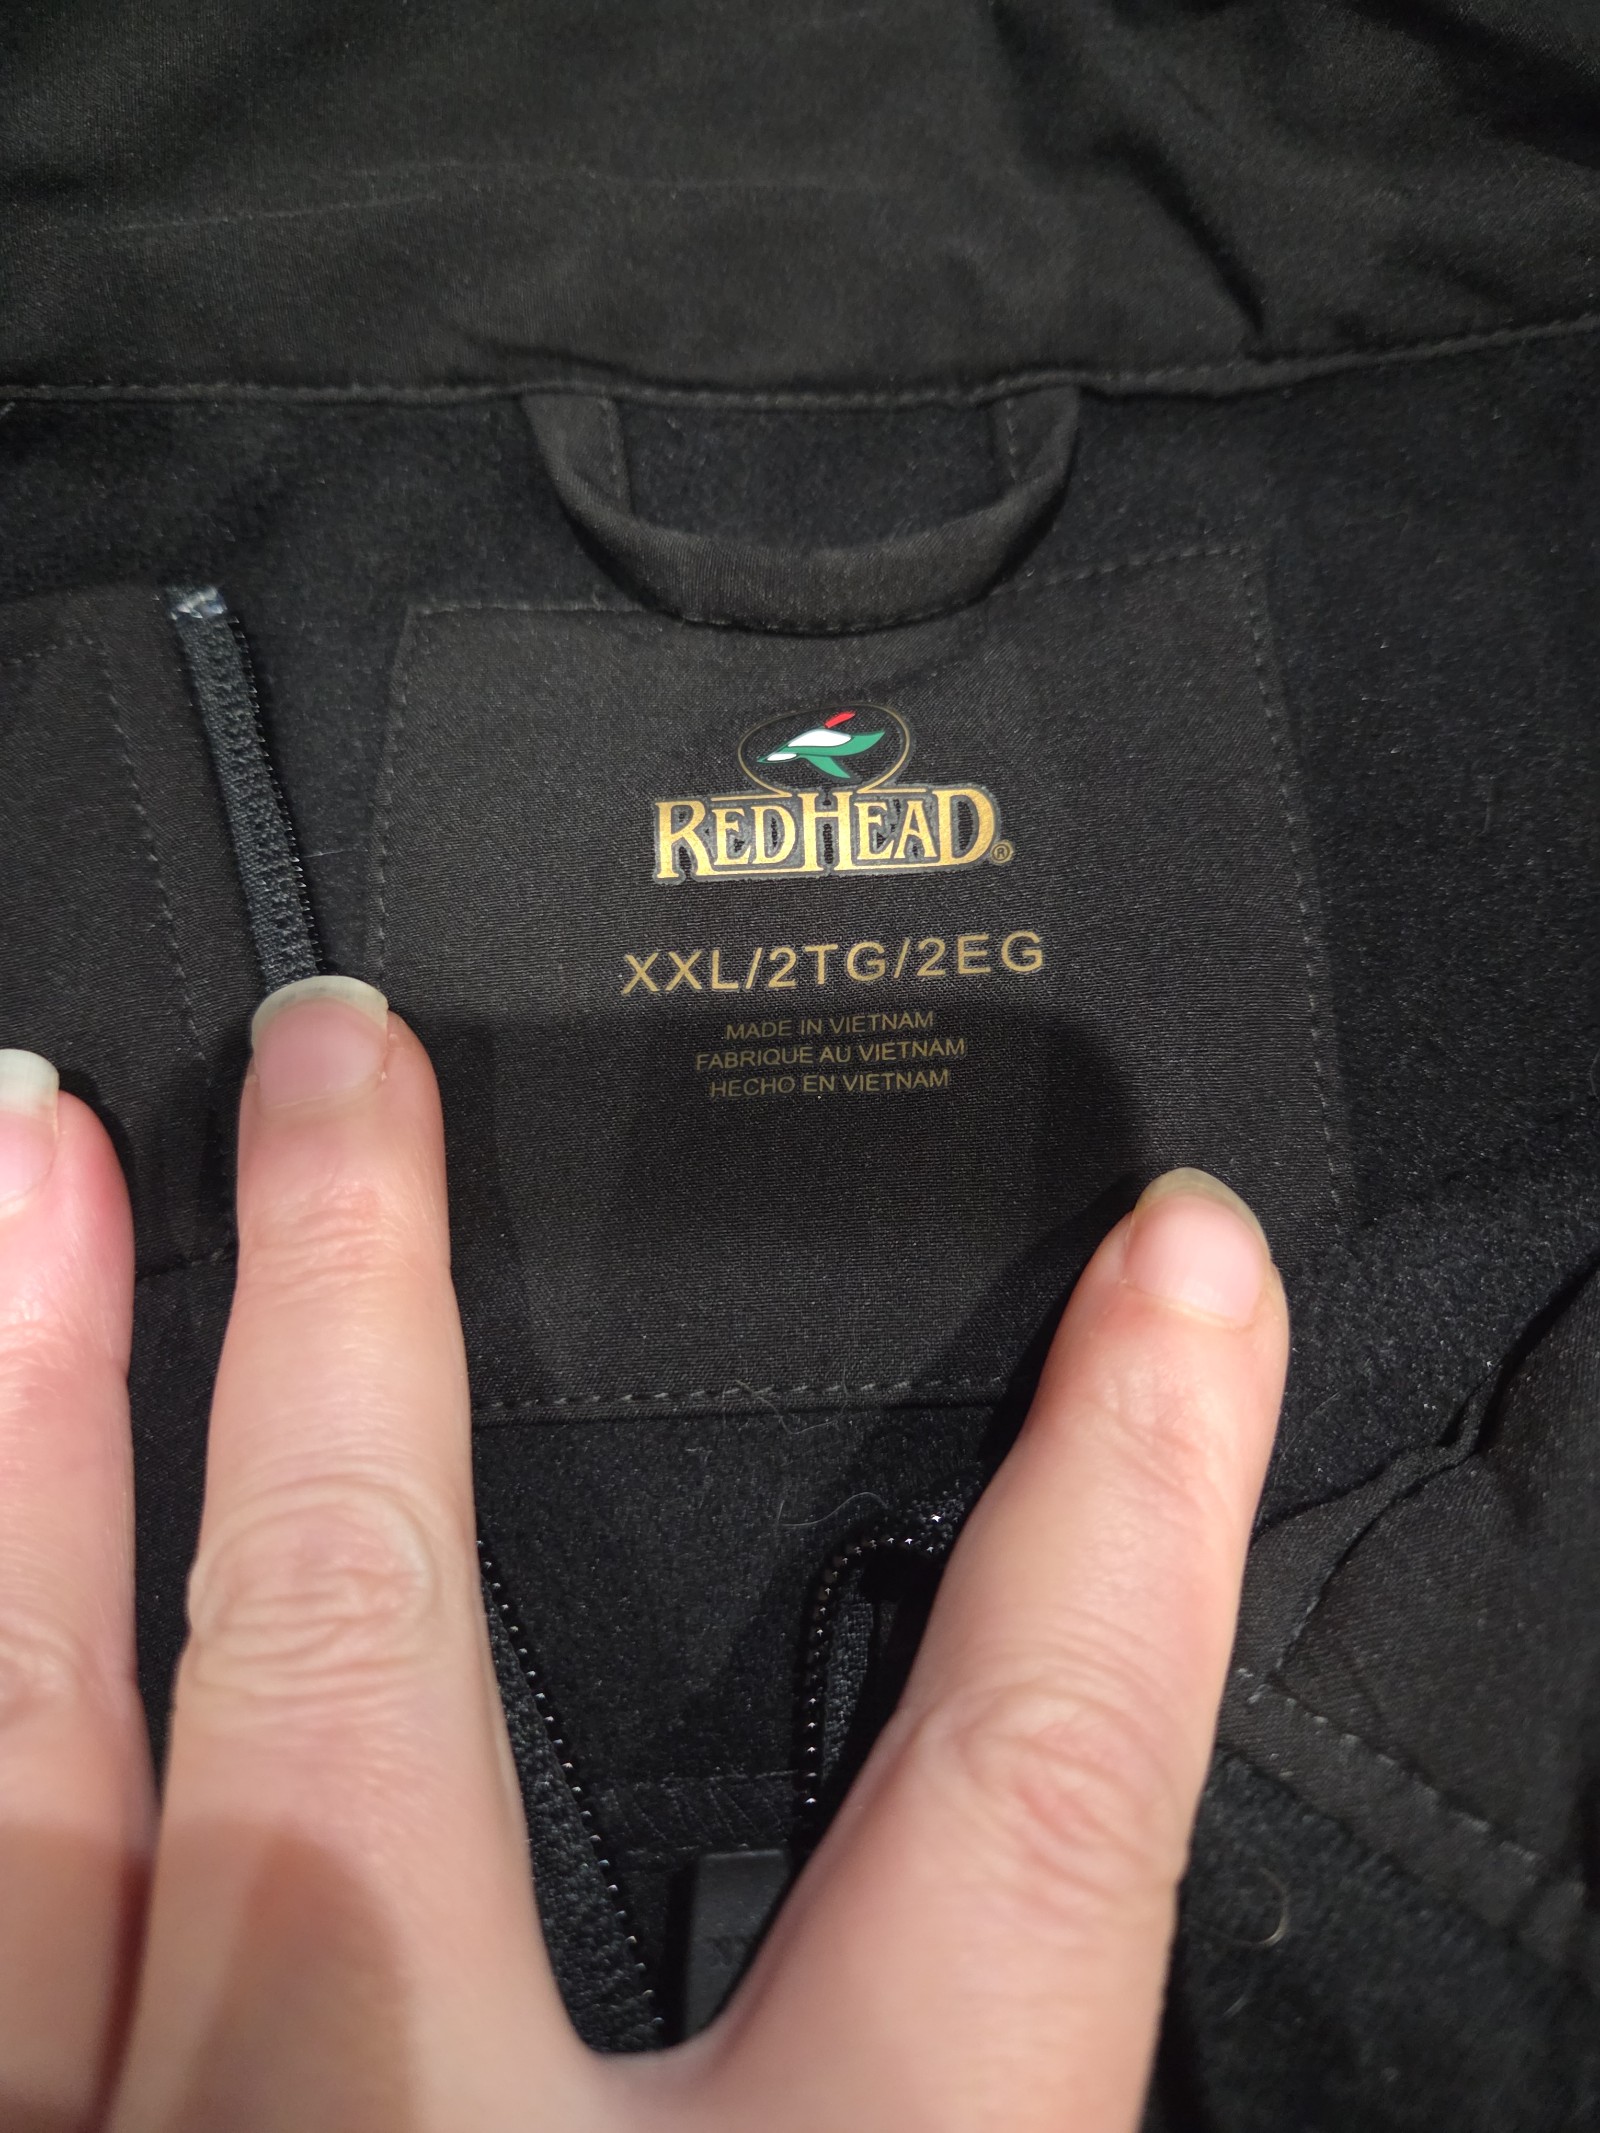 REDHEAD®
XXL/2TG/2EG
MADE IN VIETNAM
FABRIQUE AU VIETNAM
HECHO EN VIETNAM